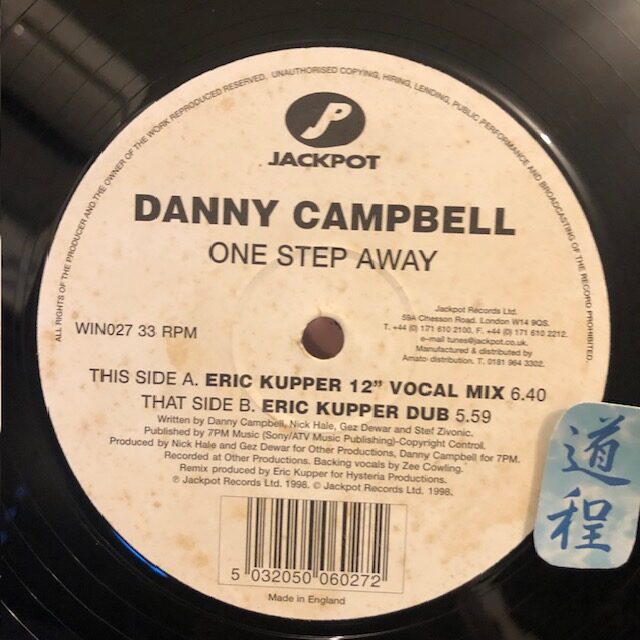 ALL RIGHTS OF THE PRODUCER AND THE OWNER OF THE WORK REPRODUCED RESERVED. UNAUTHORISED COPYING, HIRING, LENDING, PUBLIC PERFORMANCE AND BROADCASTING OF THE RECORD PROHIBITED.
JP
JACKPOT
DANNY CAMPBELL
ONE STEP AWAY
Jackpot Records Ltd.
59A Chesson Road. London W14 9QS.
T. +44 (0) 171 610 2100. F. +44 (0) 171 610 2212.
e-mail tunes@jackpot.co.uk.
Manufactured & distributed by
Amato distribution. T. 0181 964 3302.
WIN027 33 RPM
THIS SIDE A. ERIC KUPPER 12" VOCAL MIX 6.40
THAT SIDE B. ERIC KUPPER DUB 5.59
Written by Danny Campbell, Nick Hale, Gez Dewar and Stef Zivonic.
Published by 7PM Music (Sony/ATV Music Publishing)-Copyright Controll.
Produced by Nick Hale and Gez Dewar for Other Productions, Danny Campbell for 7PM.
Recorded at Other Productions. Backing vocals by Zee Cowling.
Remix produced by Eric Kupper for Hysteria Productions.
℗ Jackpot Records Ltd. 1998. © Jackpot Records Ltd. 1998.
5 032050 060272
Made in England
道程